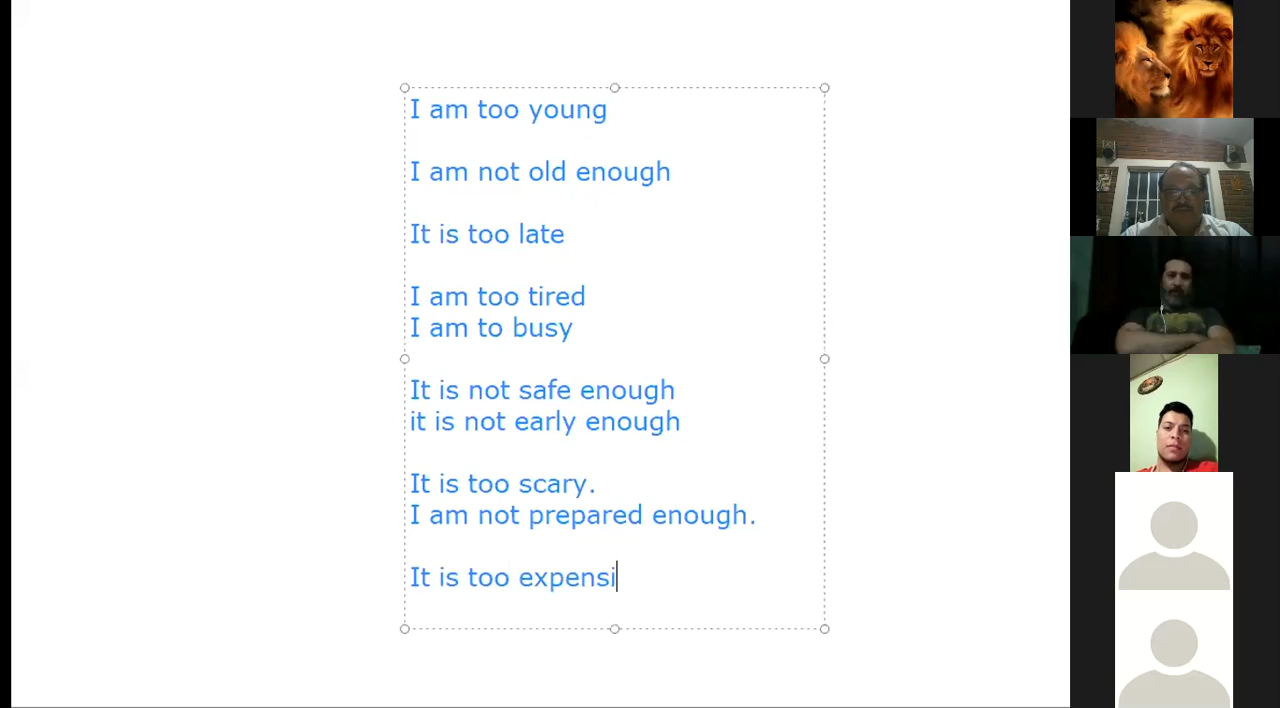 I am too young
I am not old enough
It is too late
I am too tired
I am to busy
It is not safe enough
it is not early enough
It is too scary.
I am not prepared enough.
It is too expensi